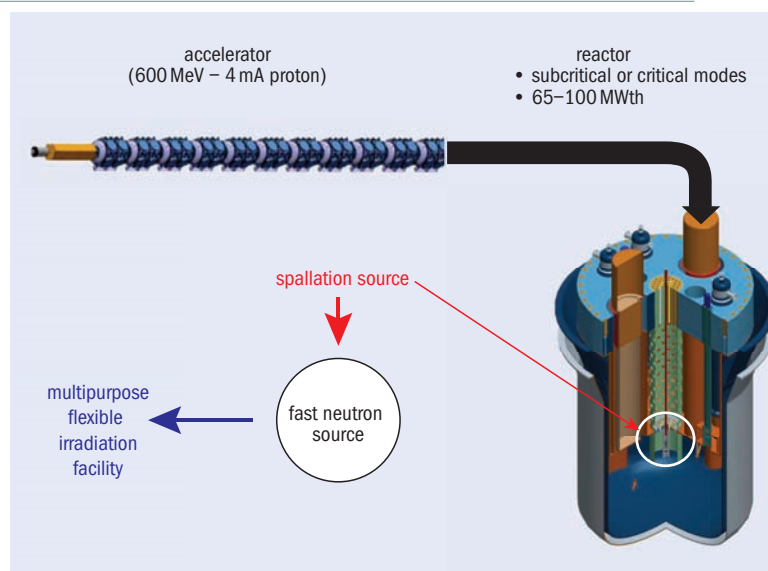 accelerator
(600 MeV – 4 mA proton)
reactor
• subcritical or critical modes
• 65–100 MWth
spallation source
fast neutron
source
multipurpose
flexible
irradiation
facility